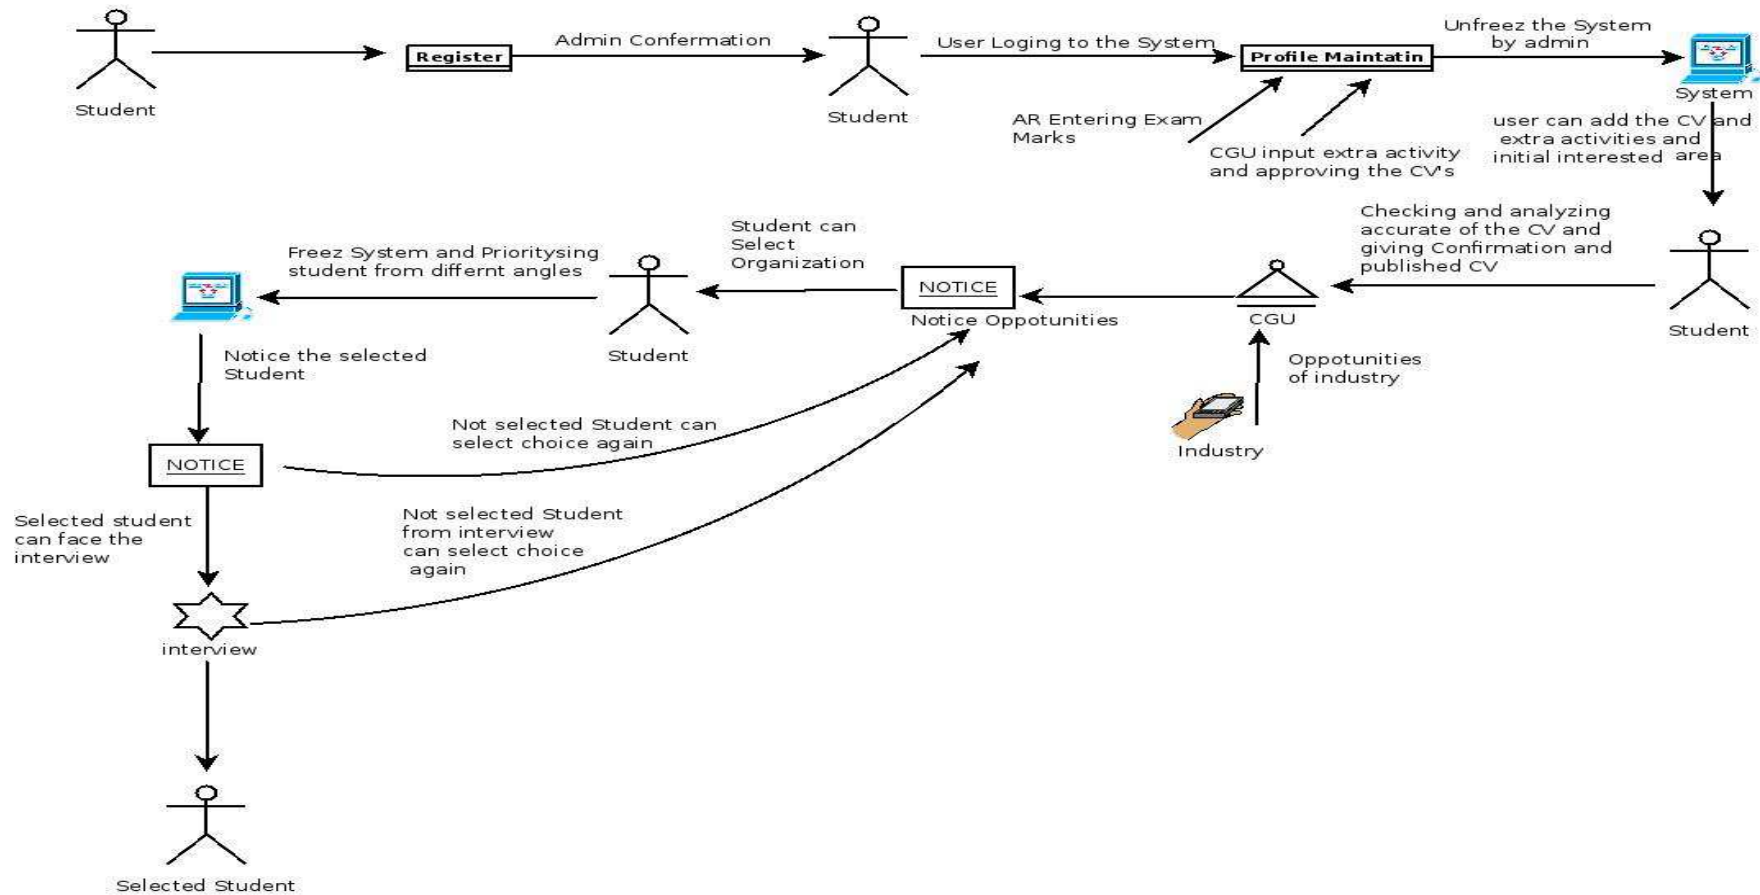 Student
Register
Admin Confermation
Student
User Loging to the System
Profile Maintatin
Unfreez the System
by admin
System
AR Entering Exam
Marks
CGU input extra activity
and approving the CV's
user can add the CV and
extra activities and
initial interested area
Student
Checking and analyzing
accurate of the CV and
giving Confirmation and
published CV
CGU
Oppotunities
of industry
Industry
NOTICE
Notice Oppotunities
Student can
Select
Organization
Student
Freez System and Prioritysing
student from differnt angles
Notice the selected
Student
NOTICE
Not selected Student can
select choice again
Selected student
can face the
interview
Not selected Student
from interview
can select choice
again
interview
Selected Student